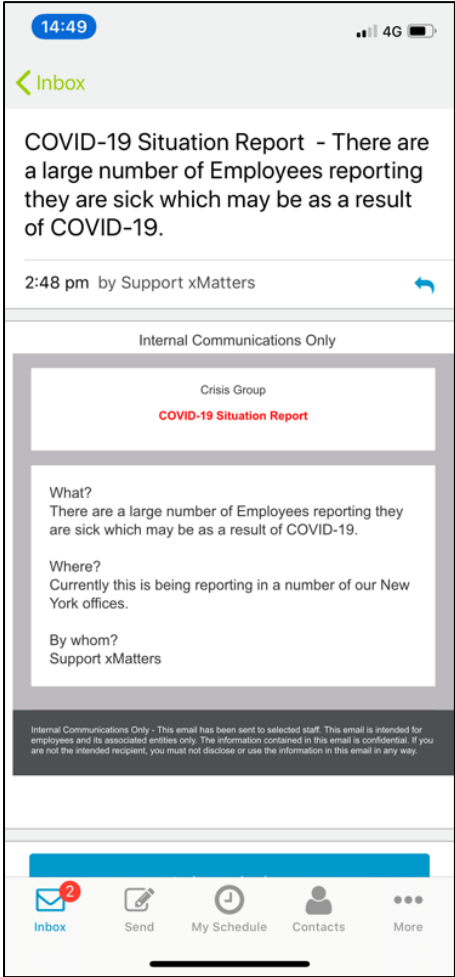 14:49
4G
Inbox
COVID-19 Situation Report - There are
a large number of Employees reporting
they are sick which may be as a result
of COVID-19.
2:48 pm by Support xMatters
Internal Communications Only
Crisis Group
COVID-19 Situation Report
What?
There are a large number of Employees reporting they
are sick which may be as a result of COVID-19.
Where?
Currently this is being reporting in a number of our New
York offices.
By whom?
Support xMatters
Internal Communications Only - This email has been sent to selected staff. This email is intended for
employees and its associated entities only. The information contained in this email is confidential. If you
are not the intended recipient, you must not disclose or use the information in this email in any way.
2
Inbox Send My Schedule Contacts More